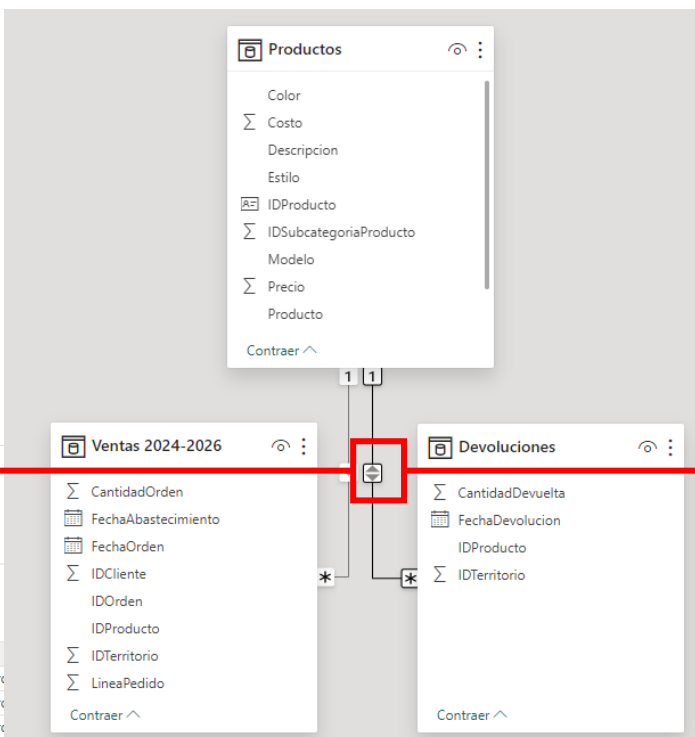 Productos
Color
Costo
Descripcion
Estilo
IDProducto
IDSubcategoriaProducto
Modelo
Precio
Producto
Contraer
1 1
Ventas 2024-2026
CantidadOrden
FechaAbastecimiento
FechaOrden
IDCliente
IDOrden
IDProducto
IDTerritorio
LineaPedido
Contraer
* *
Devoluciones
CantidadDevuelta
FechaDevolucion
IDProducto
IDTerritorio
Contraer